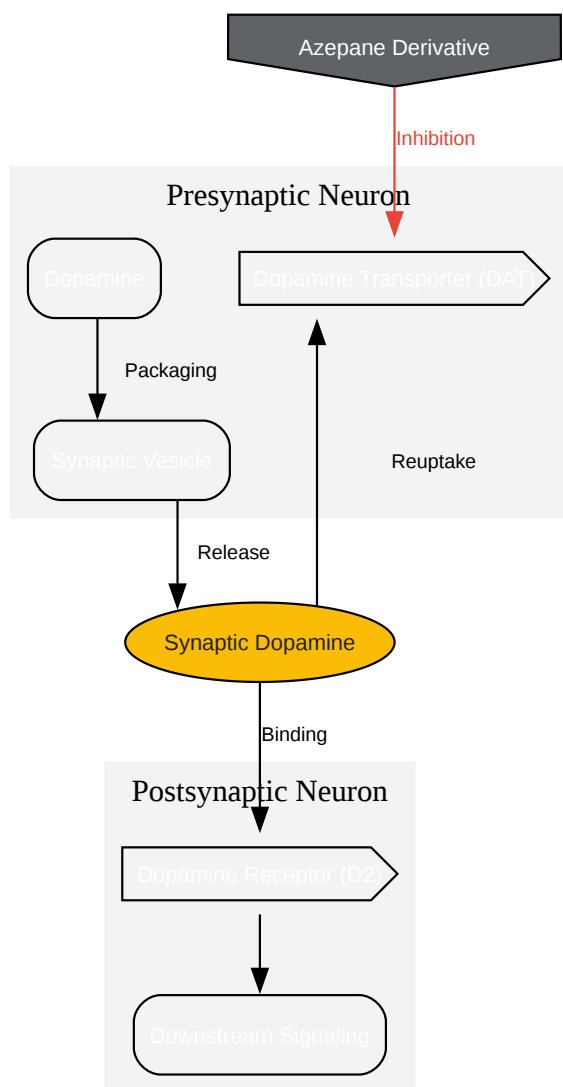 Azepane Derivative
Inhibition
Presynaptic Neuron
Dopamine
Dopamine Transporter (DAT)
Packaging
Synaptic Vesicle
Reuptake
Release
Synaptic Dopamine
Binding
Postsynaptic Neuron
Dopamine Receptor (D2)
Downstream Signaling